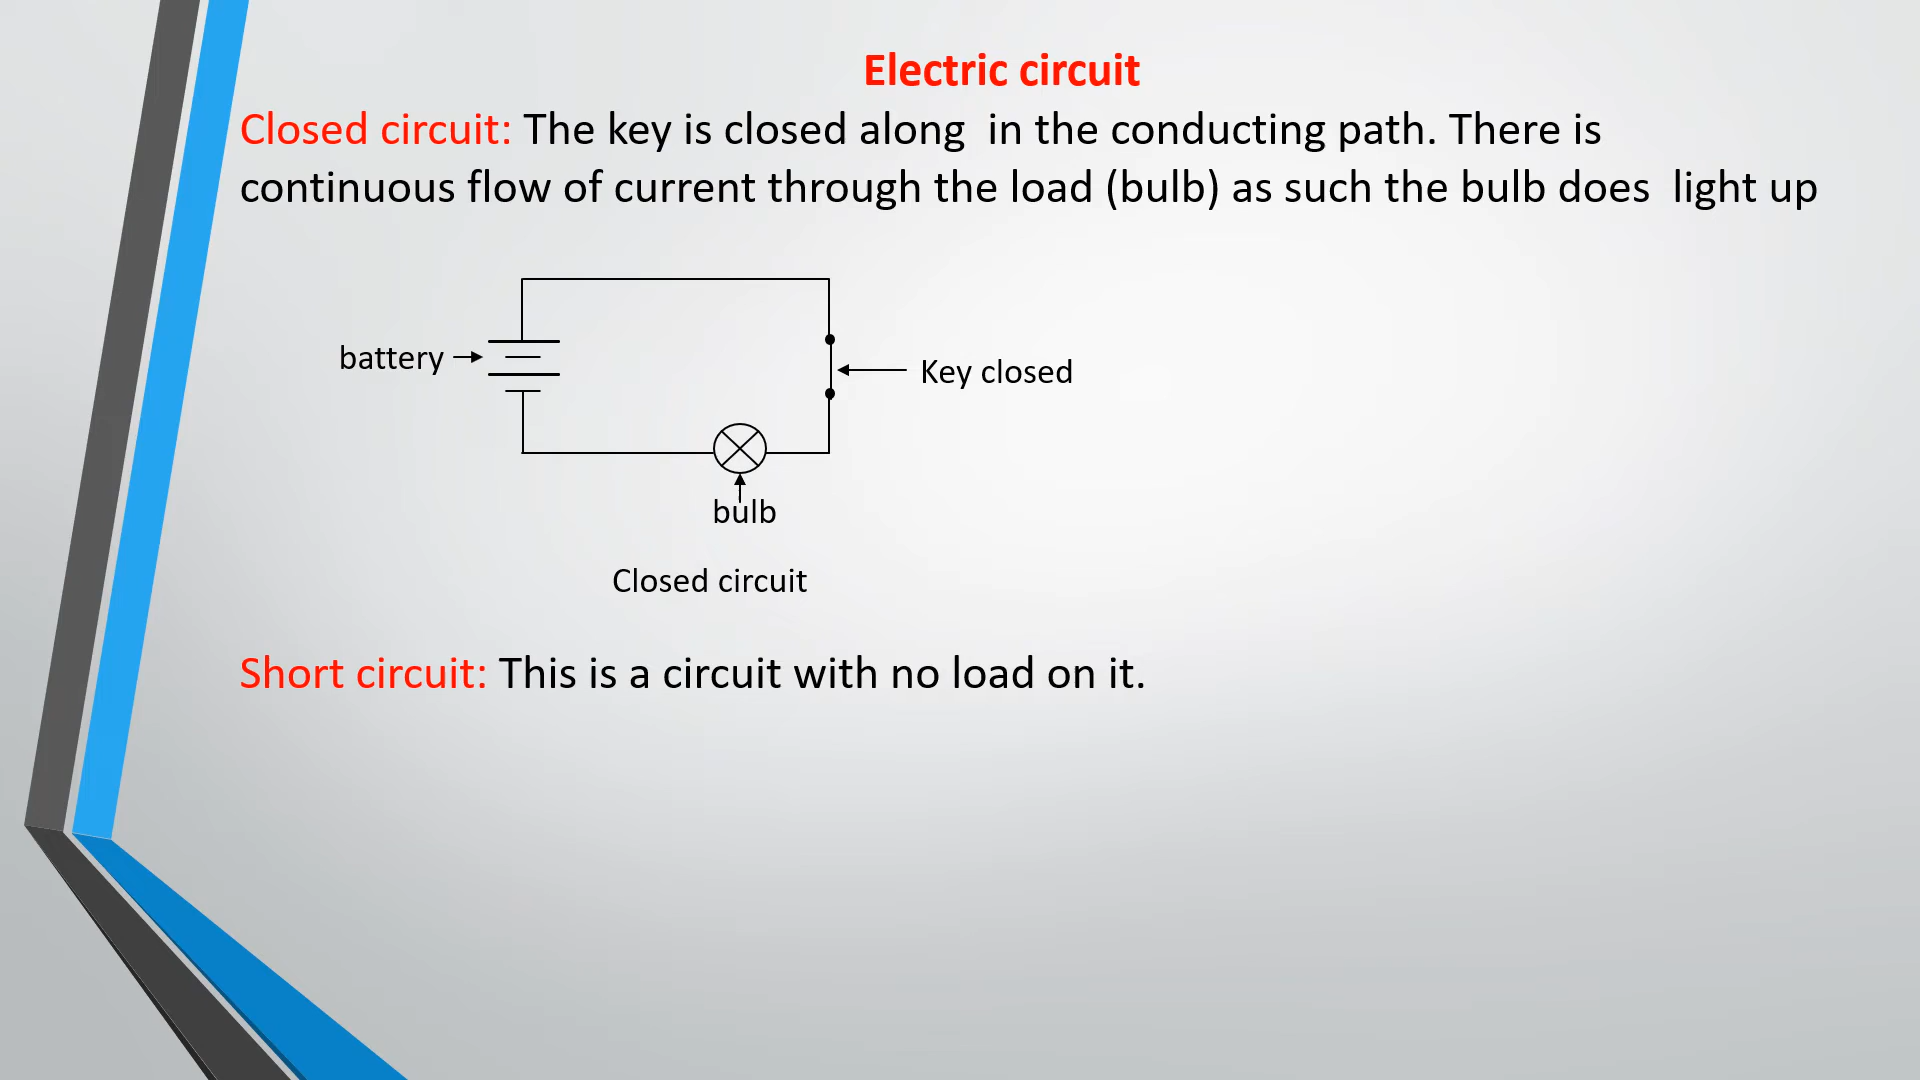 Electric circuit
Closed circuit: The key is closed along  in the conducting path. There is
continuous flow of current through the load (bulb) as such the bulb does  light up
battery
Key closed
bulb
Closed circuit
Short circuit: This is a circuit with no load on it.